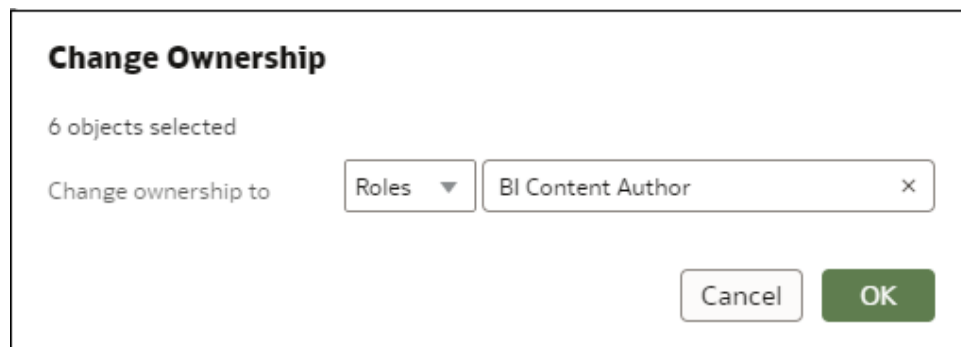 Change Ownership
6 objects selected
Change ownership to Roles BI Content Author
Cancel OK